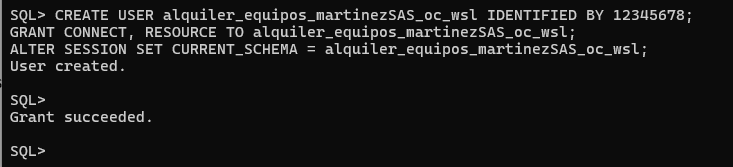 SQL> CREATE USER alquiler_equipos_martinezSAS_oc_wsl IDENTIFIED BY 12345678;
GRANT CONNECT, RESOURCE TO alquiler_equipos_martinezSAS_oc_wsl;
ALTER SESSION SET CURRENT_SCHEMA = alquiler_equipos_martinezSAS_oc_wsl;
User created.
SQL>
Grant succeeded.
SQL>